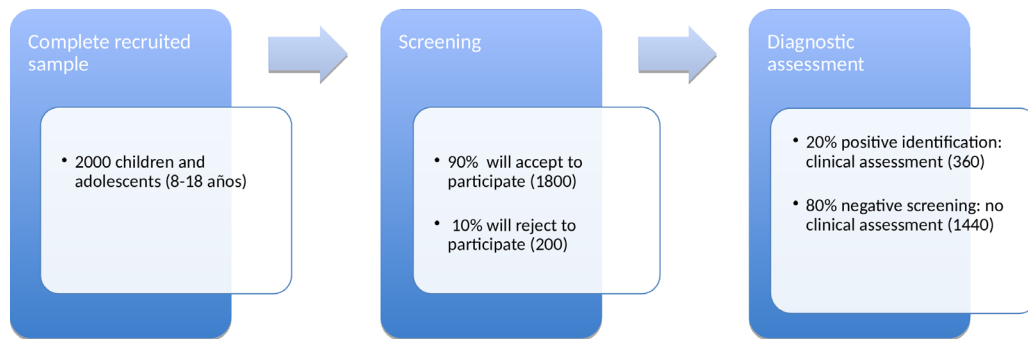 Complete recruited
sample
• 2000 children and
adolescents (8-18 años)
Screening
• 90%  will accept to
participate (1800)
• 10% will reject to
participate (200)
Diagnostic
assessment
• 20% positive identification:
clinical assessment (360)
• 80% negative screening: no
clinical assessment (1440)